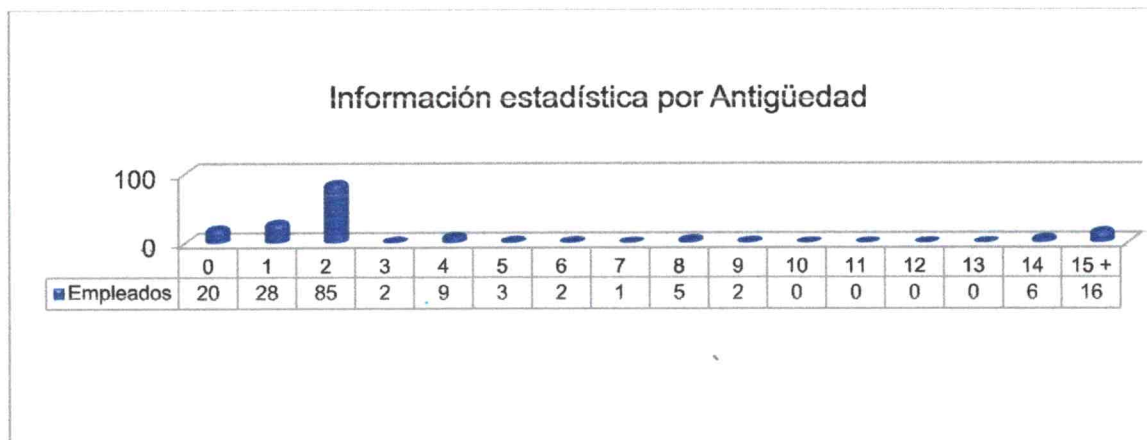 Información estadística por Antigüedad
100
0
0 1 2 3 4 5 6 7 8 9 10 11 12 13 14 15 +
Empleados 20 28 85 2 9 3 2 1 5 2 0 0 0 0 6 16